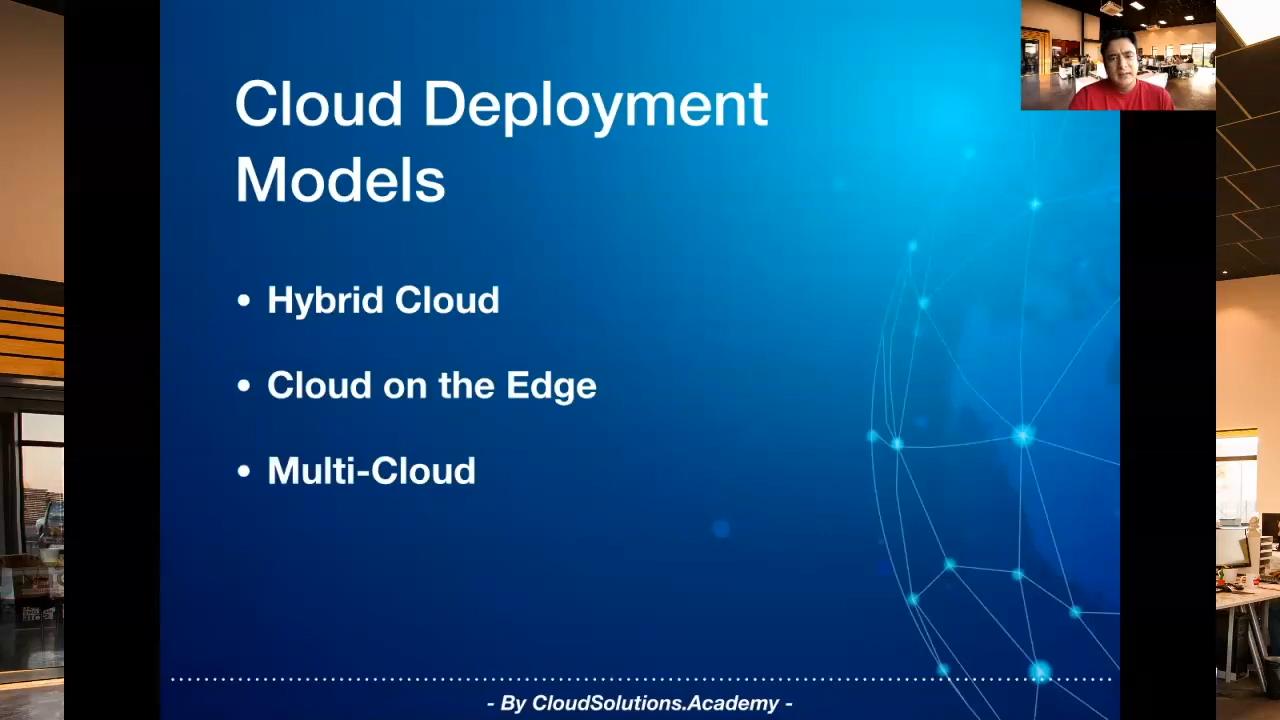 Cloud Deployment
Models
• Hybrid Cloud
• Cloud on the Edge
• Multi-Cloud
- By CloudSolutions.Academy -